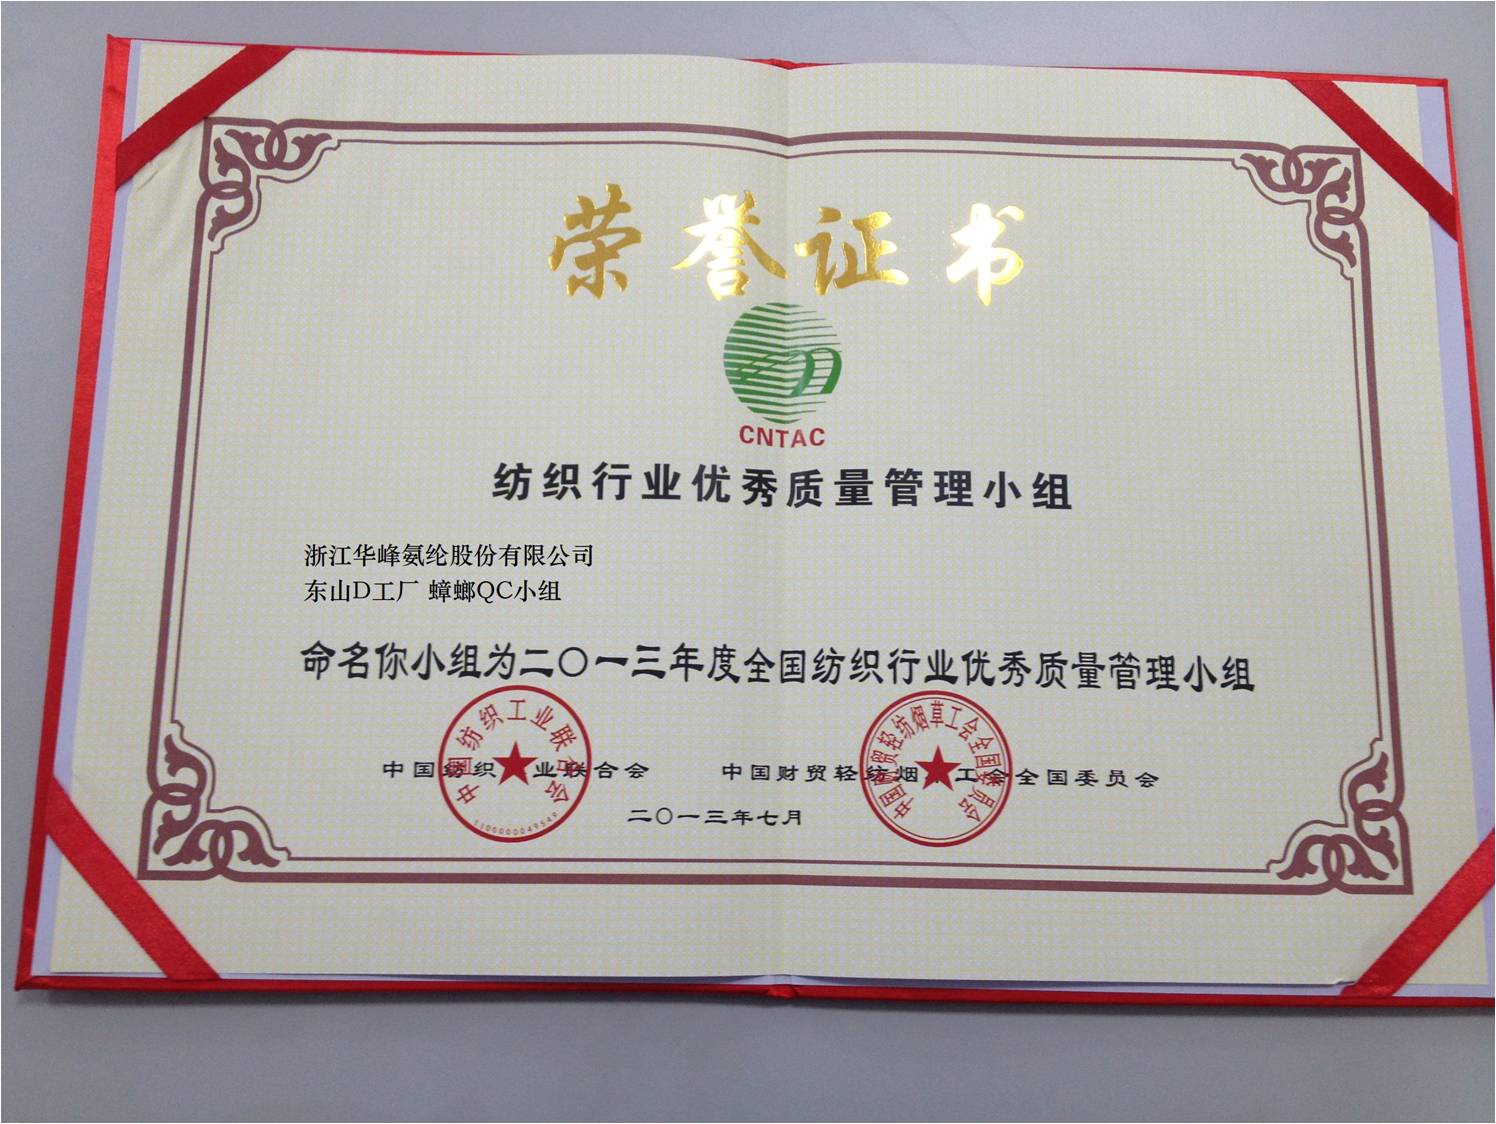 荣誉证书
CNTAC
纺织行业优秀质量管理小组
浙江华峰氨纶股份有限公司
东山D工厂 蟑螂QC小组
命名你小组为二〇一三年度全国纺织行业优秀质量管理小组
中国纺织工业联合会
中国财贸轻纺烟草工会全国委员会
中国纺织工业联合会
1100000049549
中国财贸轻纺烟草工会全国委员会
二〇一三年七月